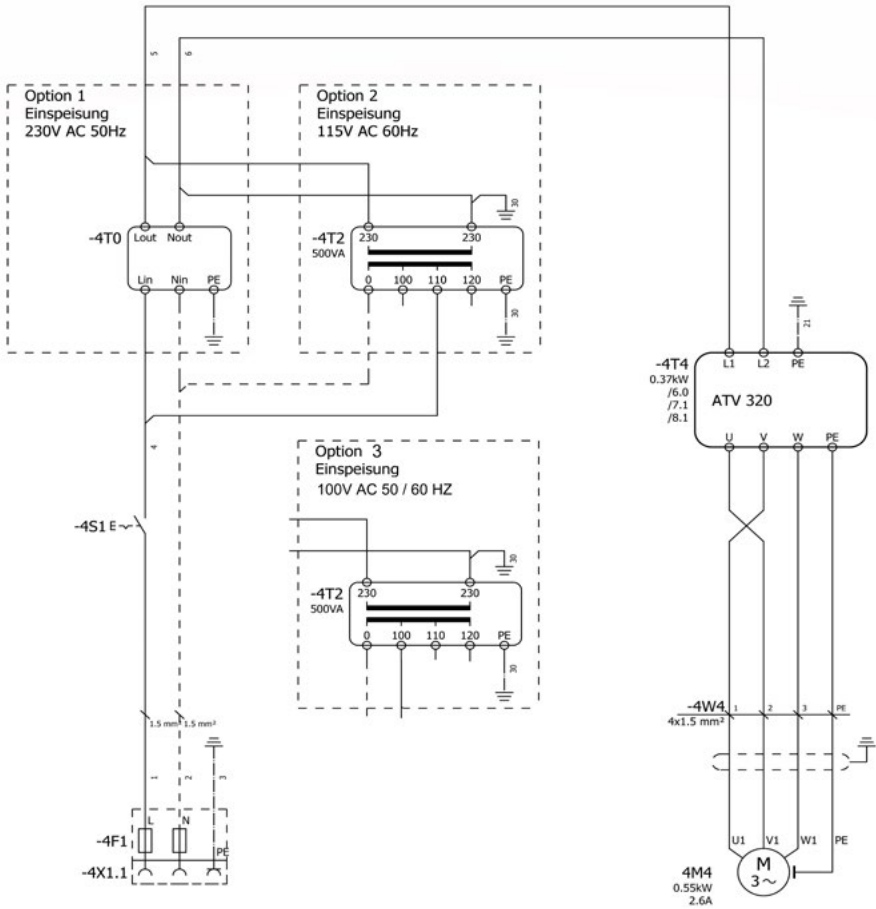 5
6
Option 1
Einspeisung
230V AC 50Hz
Option 2
Einspeisung
115V AC 60Hz
-4T0
Lout Nout
Lin Nin PE
-4T2
500VA
230 230
30
0 100 110 120 PE
30
4
-4T4
0.37kW
/6.0
/7.1
/8.1
21
L1 L2 PE
ATV 320
U V W PE
Option 3
Einspeisung
100V AC 50 / 60 HZ
-4S1 E
-4T2
500VA
230 230
30
0 100 110 120 PE
30
1.5 mm² 1.5 mm²
1 2 3
L N
-4F1
PE
-4X1.1
-4W4
4x1.5 mm²
1 2 3 PE
U1 V1 W1 PE
4M4
0.55kW
2.6A
M
3~